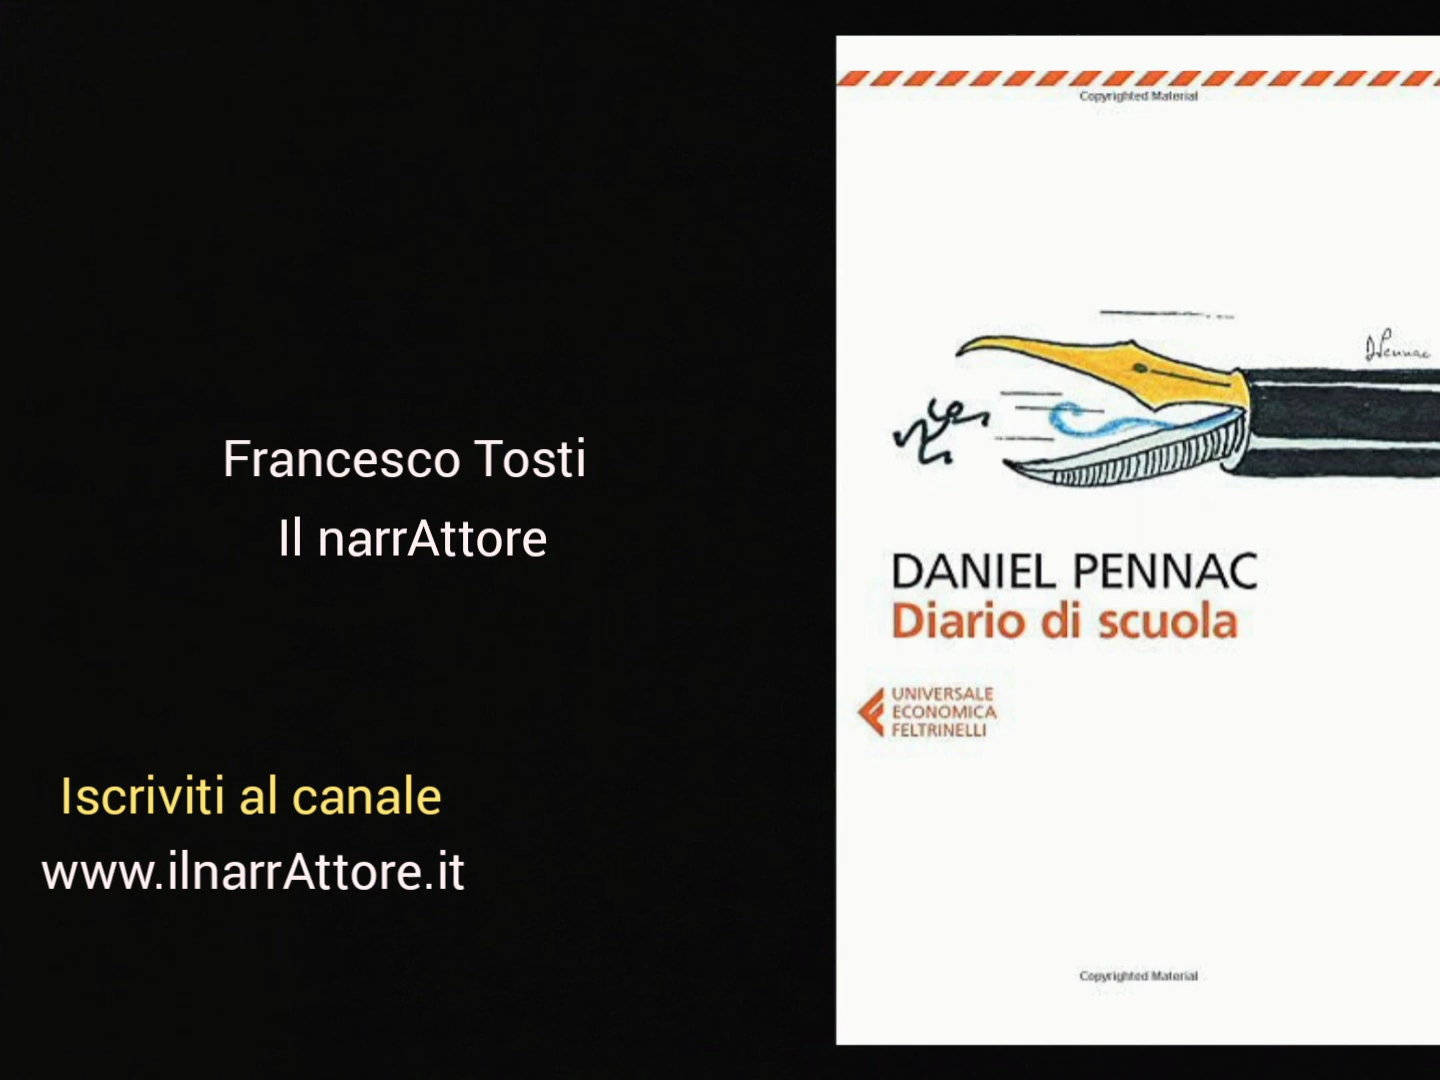 Francesco Tosti
Il narrAttore
Iscriviti al canale
www.ilnarrAttore.it
Copyrighted Material
DPennac
DANIEL PENNAC
Diario di scuola
UNIVERSALE
ECONOMICA
FELTRINELLI
Copyrighted Material